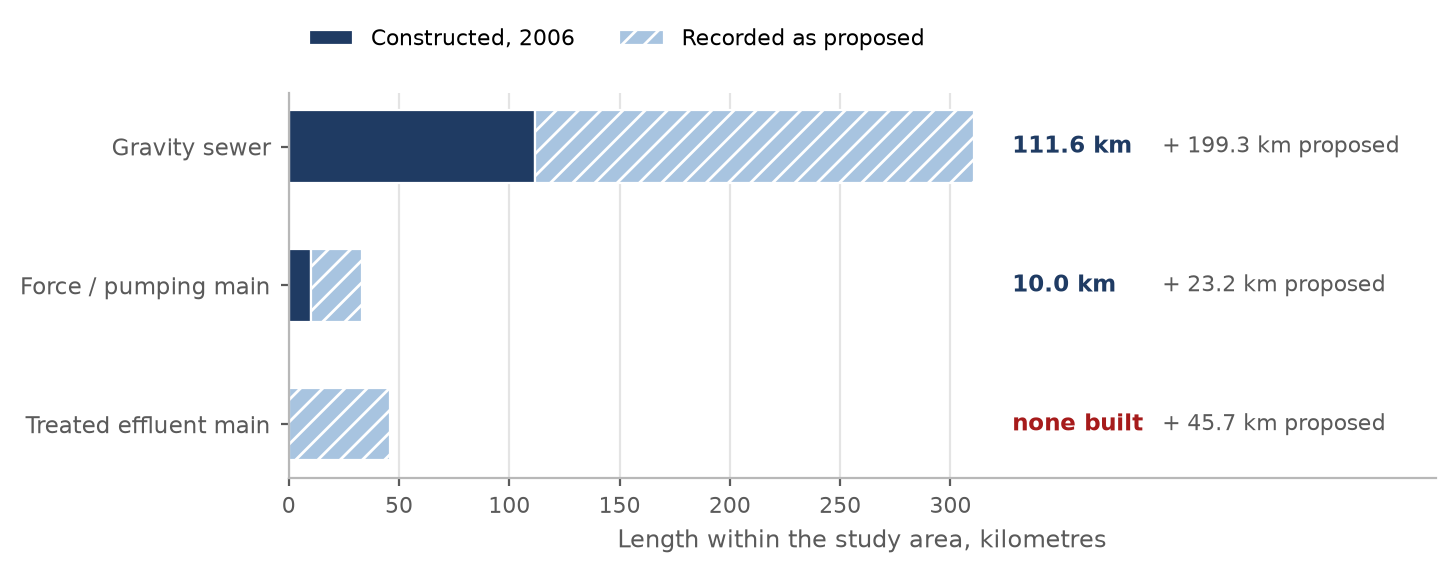 Constructed, 2006
Recorded as proposed
Gravity sewer
111.6 km
+ 199.3 km proposed
Force / pumping main
10.0 km
+ 23.2 km proposed
Treated effluent main
none built
+ 45.7 km proposed
0 50 100 150 200 250 300
Length within the study area, kilometres